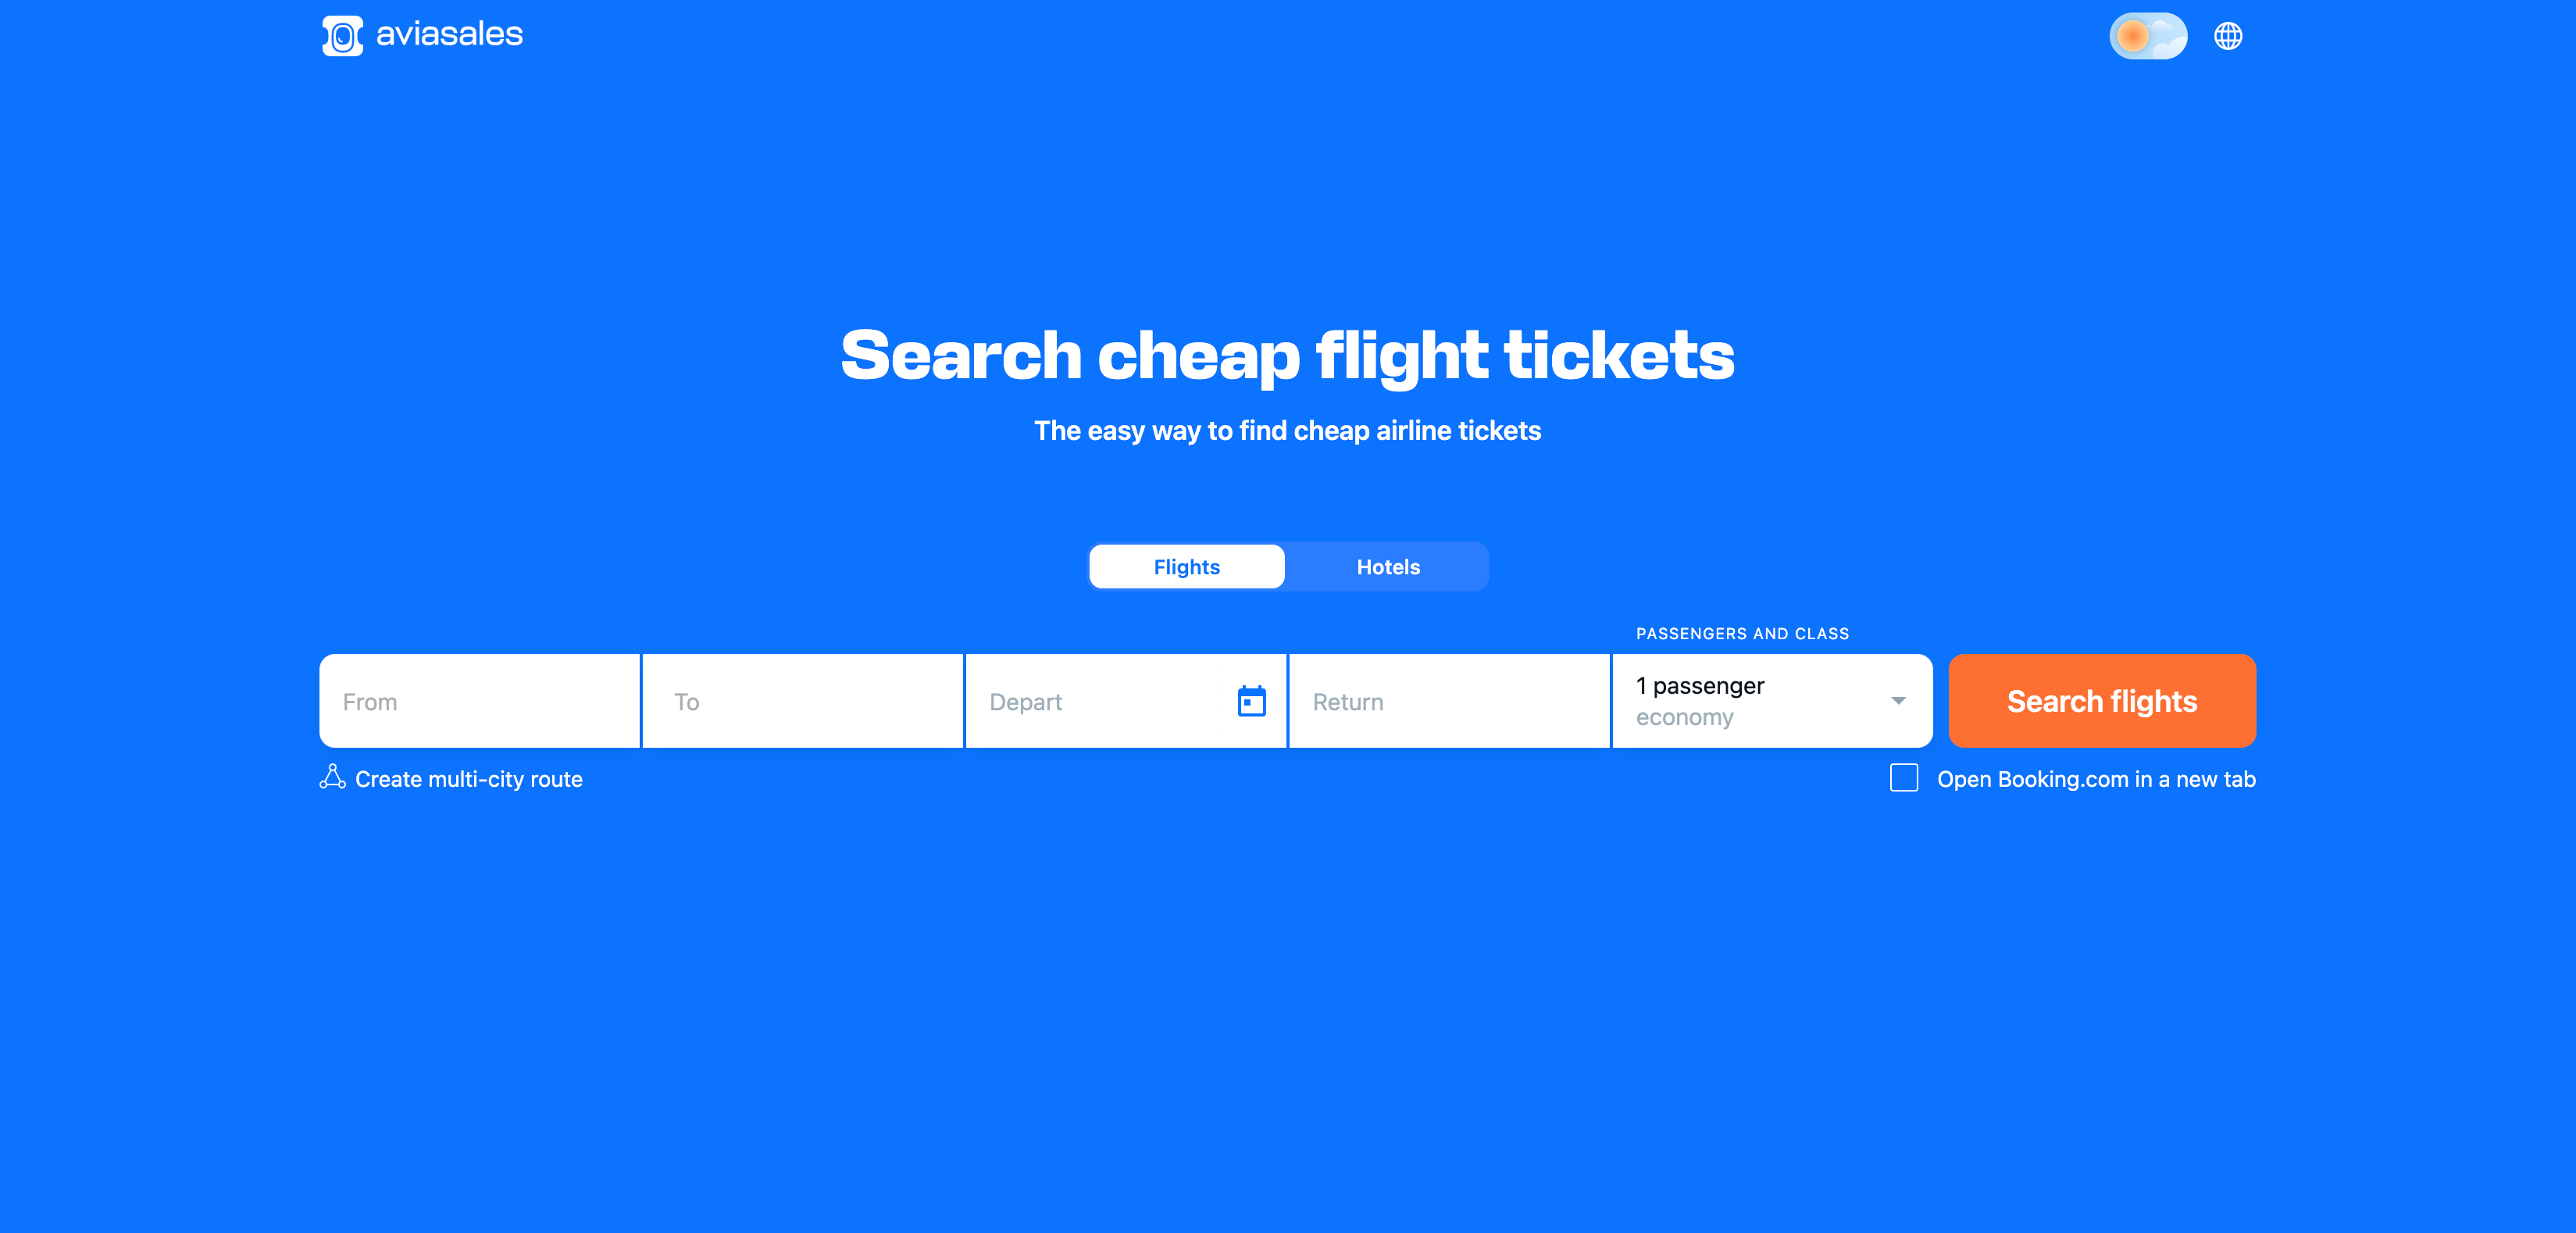 aviasales
Search cheap flight tickets
The easy way to find cheap airline tickets
Flights
Hotels
PASSENGERS AND CLASS
From
To
Depart
Return
1 passenger
economy
Search flights
Create multi-city route
Open Booking.com in a new tab